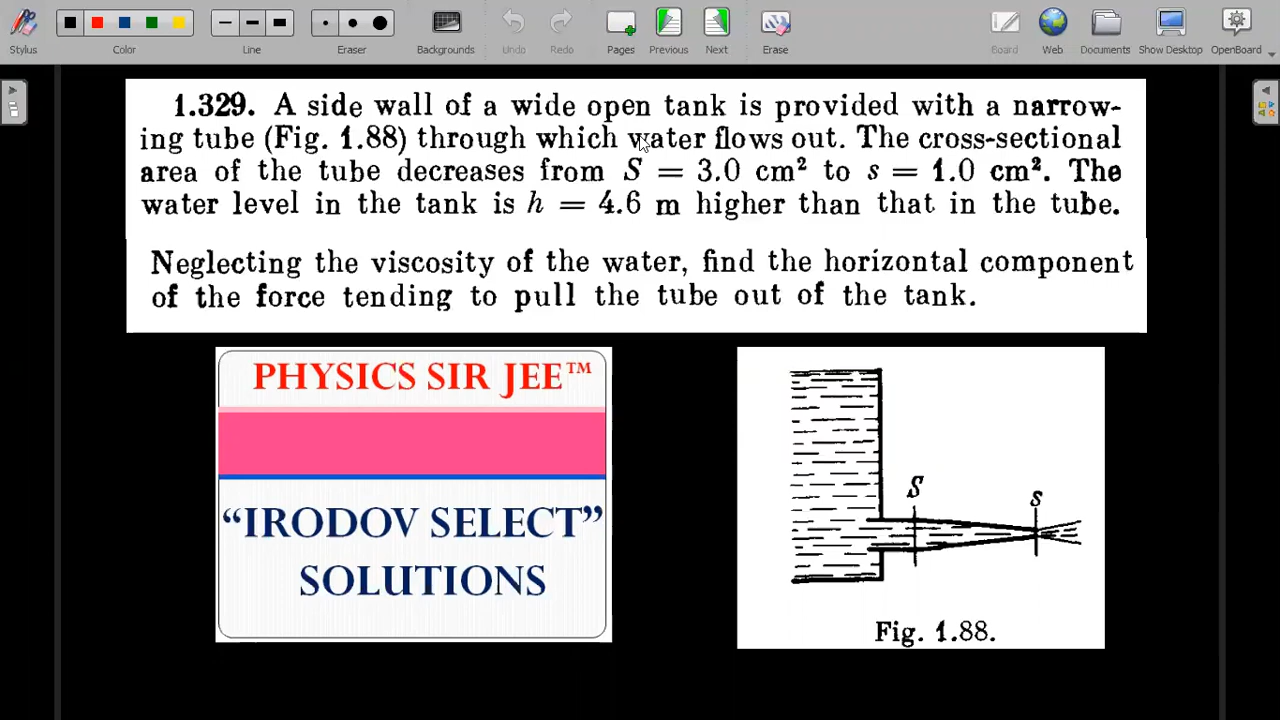 Stylus
Color
Line
Eraser
Backgrounds
Undo
Redo
Pages
Previous
Next
Erase
Board
Web
Documents
Show Desktop
OpenBoard
1.329. A side wall of a wide open tank is provided with a narrow-
ing tube (Fig. 1.88) through which water flows out. The cross-sectional
area of the tube decreases from S = 3.0 cm² to s = 1.0 cm². The
water level in the tank is h = 4.6 m higher than that in the tube.
Neglecting the viscosity of the water, find the horizontal component
of the force tending to pull the tube out of the tank.
PHYSICS SIR JEE™
“IRODOV SELECT”
SOLUTIONS
S
s
Fig. 1.88.